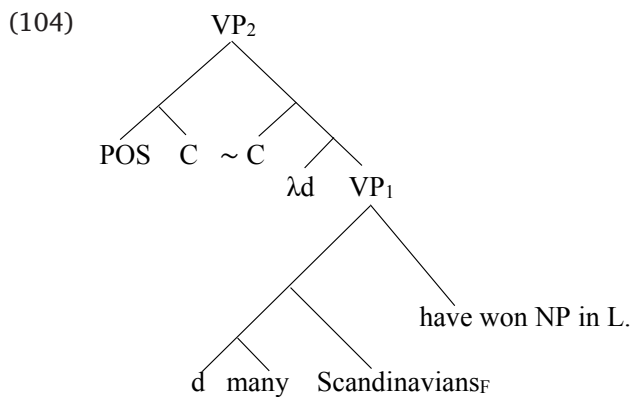 (104)
VP₂
POS C ~ C
λd VP₁
have won NP in L.
d many Scandinavians_F